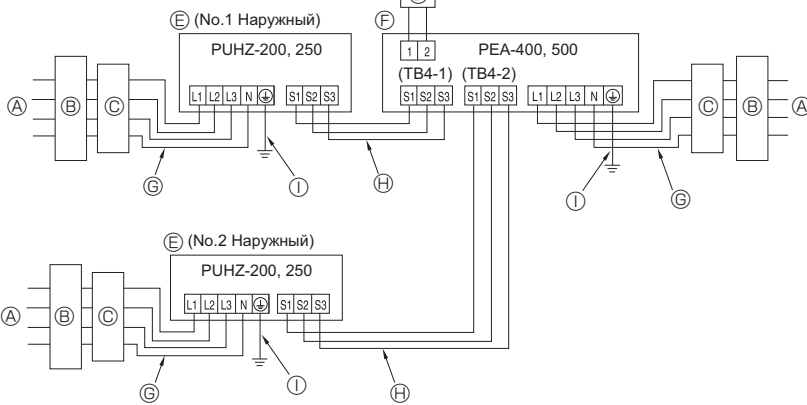 Ⓔ (No.1 Наружный)
PUHZ-200, 250
L1 L2 L3 N
S1 S2 S3
Ⓐ Ⓑ Ⓒ
Ⓖ Ⓘ Ⓗ
Ⓕ
1 2
PEA-400, 500
(TB4-1) (TB4-2)
S1 S2 S3 S1 S2 S3
L1 L2 L3 N
Ⓒ Ⓑ Ⓐ
Ⓘ Ⓖ
Ⓔ (No.2 Наружный)
PUHZ-200, 250
L1 L2 L3 N
S1 S2 S3
Ⓐ Ⓑ Ⓒ
Ⓖ Ⓘ Ⓗ